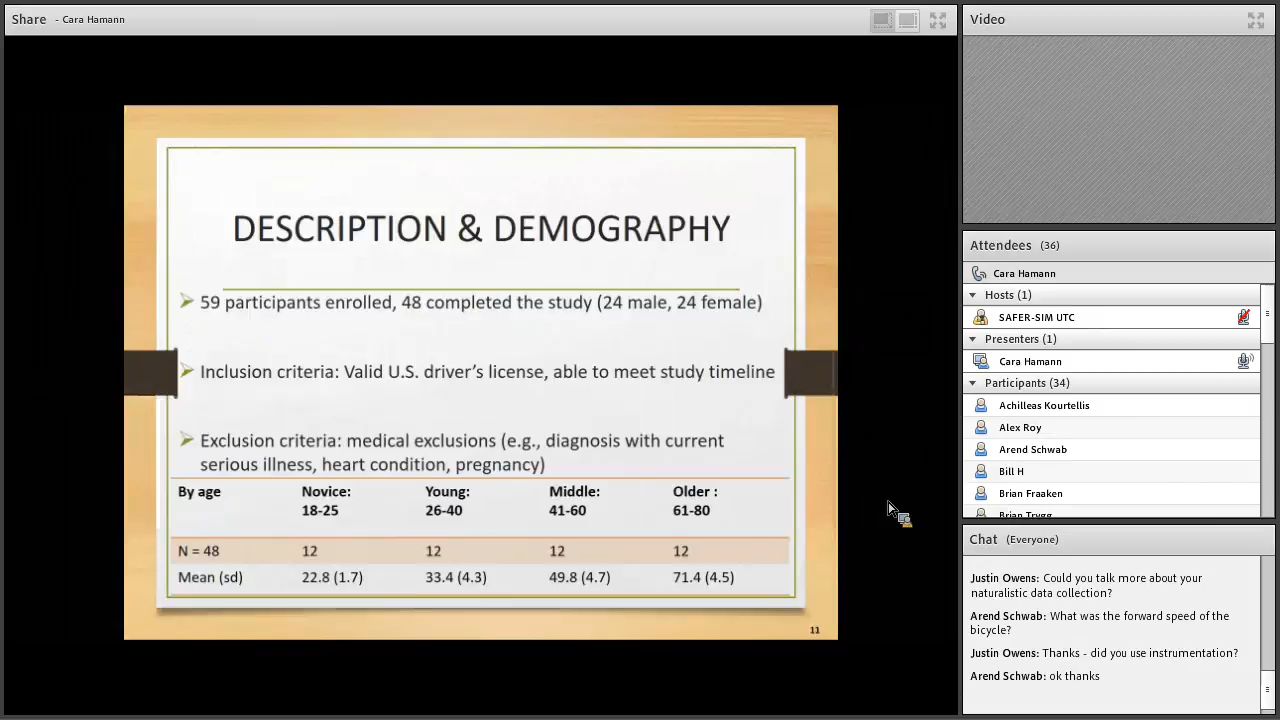 Share - Cara Hamann
DESCRIPTION & DEMOGRAPHY
59 participants enrolled, 48 completed the study (24 male, 24 female)
Inclusion criteria: Valid U.S. driver's license, able to meet study timeline
Exclusion criteria: medical exclusions (e.g., diagnosis with current
serious illness, heart condition, pregnancy)
By age Novice: Young: Middle: Older :
18-25 26-40 41-60 61-80
N = 48 12 12 12 12
Mean (sd) 22.8 (1.7) 33.4 (4.3) 49.8 (4.7) 71.4 (4.5)
11
Video
Attendees (36)
Cara Hamann
Hosts (1)
SAFER-SIM UTC
Presenters (1)
Cara Hamann
Participants (34)
Achilleas Kourtellis
Alex Roy
Arend Schwab
Bill H
Brian Fraaken
Brian Trygg
Chat (Everyone)
Justin Owens: Could you talk more about your
naturalistic data collection?
Arend Schwab: What was the forward speed of the
bicycle?
Justin Owens: Thanks - did you use instrumentation?
Arend Schwab: ok thanks